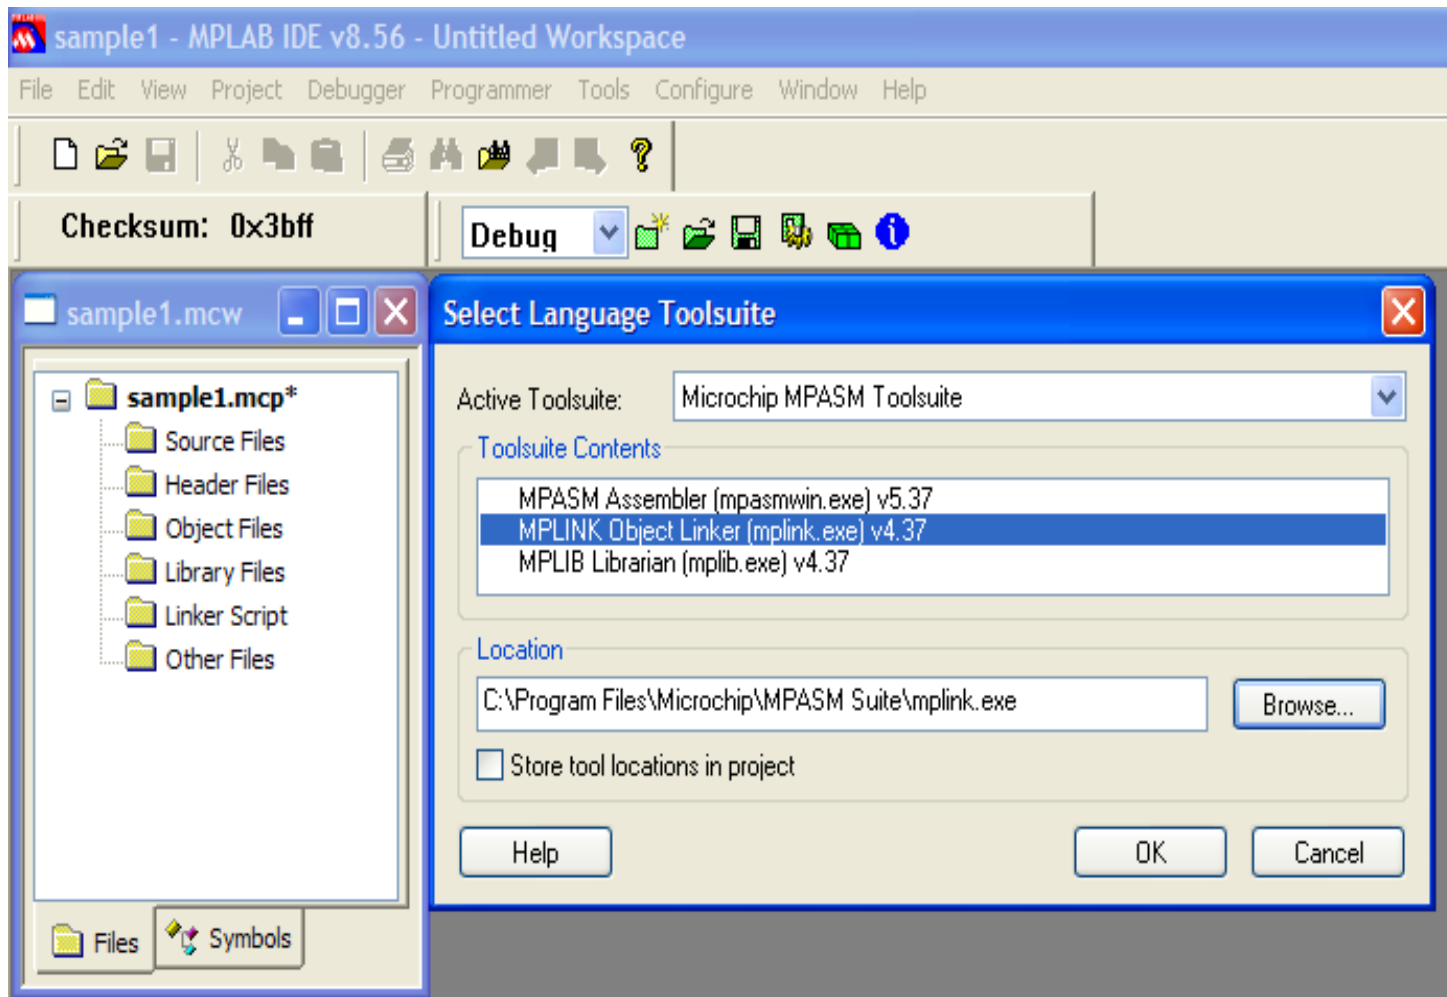 sample1 - MPLAB IDE v8.56 - Untitled Workspace
File Edit View Project Debugger Programmer Tools Configure Window Help
Checksum: 0x3bff
Debug
sample1.mcw
sample1.mcp*
Source Files
Header Files
Object Files
Library Files
Linker Script
Other Files
Files
Symbols
Select Language Toolsuite
Active Toolsuite: Microchip MPASM Toolsuite
Toolsuite Contents
MPASM Assembler (mpasmwin.exe) v5.37
MPLINK Object Linker (mplink.exe) v4.37
MPLIB Librarian (mplib.exe) v4.37
Location
C:\Program Files\Microchip\MPASM Suite\mplink.exe
Browse...
Store tool locations in project
Help
OK
Cancel